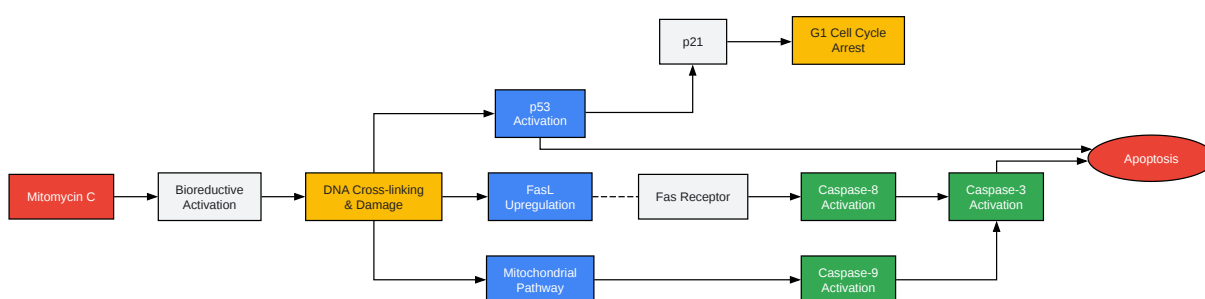 p21
G1 Cell Cycle
Arrest
p53
Activation
Apoptosis
Mitomycin C
Bioreductive
Activation
DNA Cross-linking
& Damage
FasL
Upregulation
Fas Receptor
Caspase-8
Activation
Caspase-3
Activation
Mitochondrial
Pathway
Caspase-9
Activation